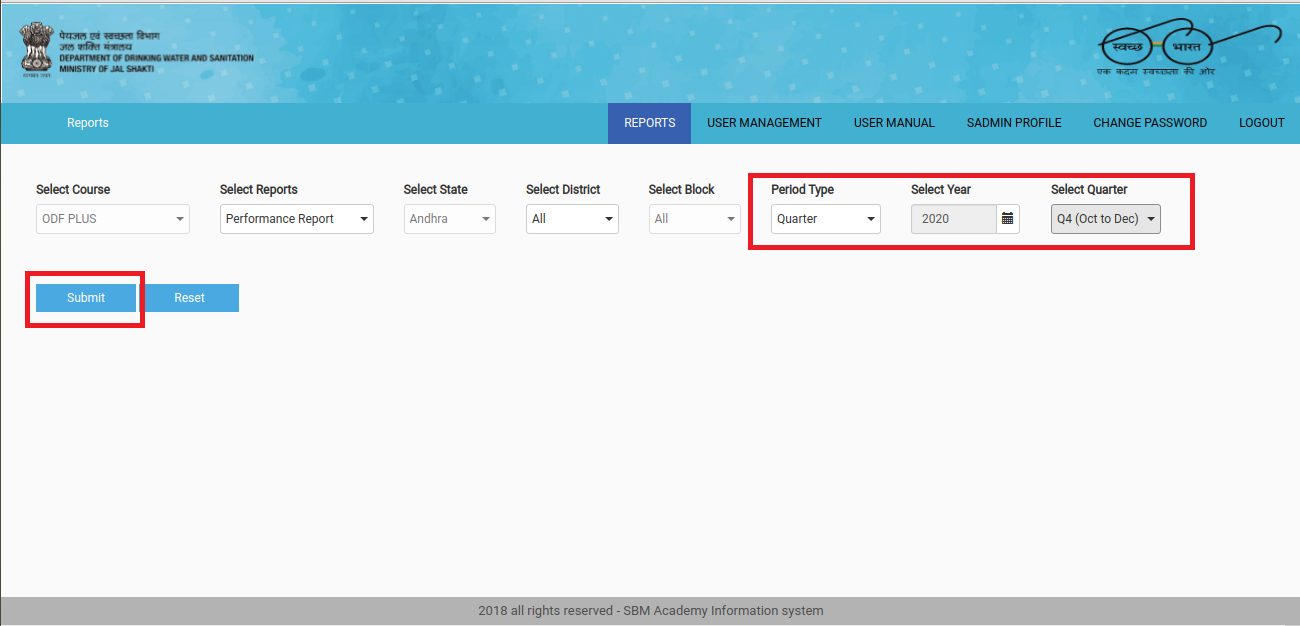 पेयजल एवं स्वच्छता विभाग
जल शक्ति मंत्रालय
DEPARTMENT OF DRINKING WATER AND SANITATION
MINISTRY OF JAL SHAKTI
स्वच्छ भारत
एक कदम स्वच्छता की ओर
Reports REPORTS USER MANAGEMENT USER MANUAL SADMIN PROFILE CHANGE PASSWORD LOGOUT
Select Course Select Reports Select State Select District Select Block Period Type Select Year Select Quarter
ODF PLUS Performance Report Andhra All All Quarter 2020 Q4 (Oct to Dec)
Submit Reset
2018 all rights reserved - SBM Academy Information system